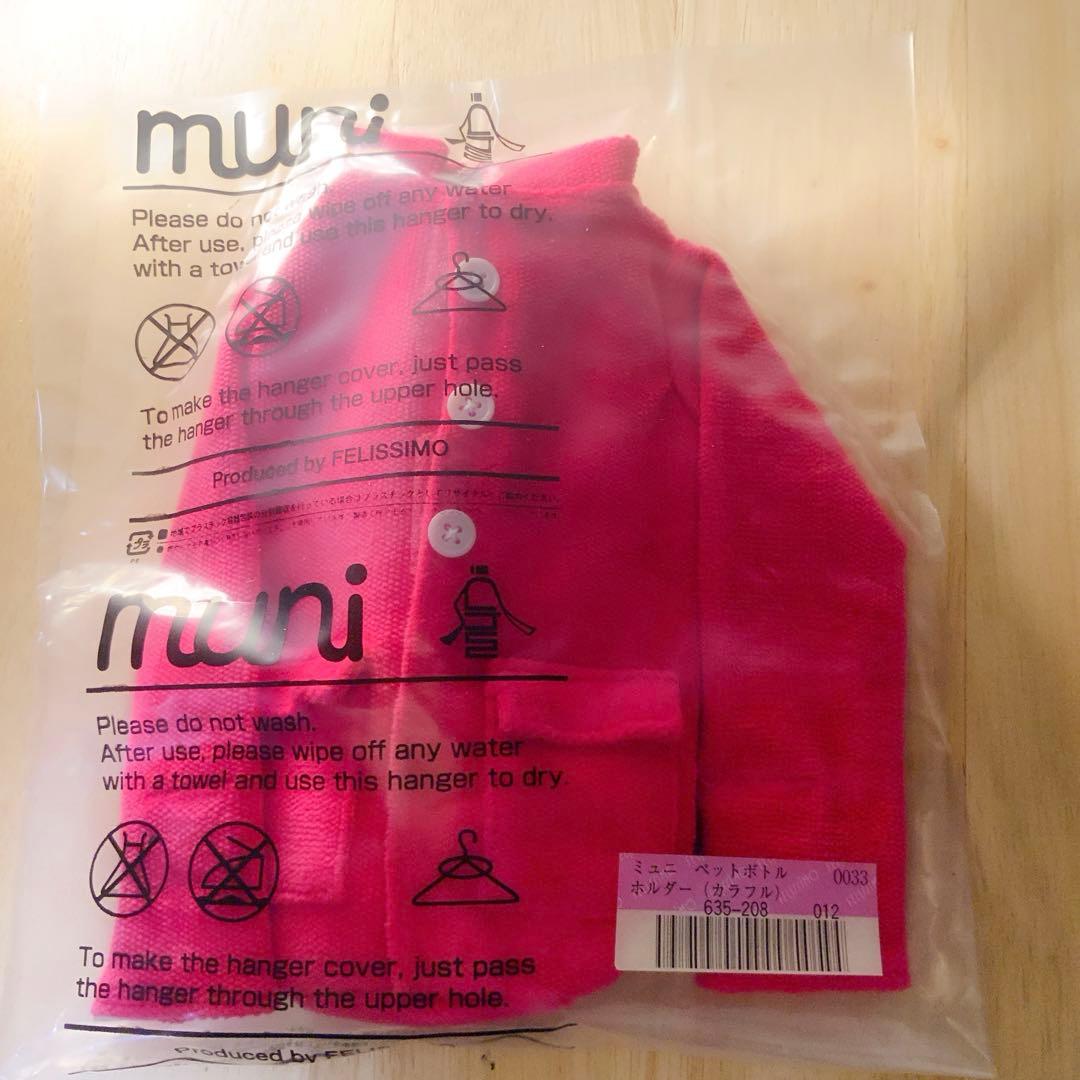 muni
Please do not wash.
After use, please wipe off any water
with a tow and use this hanger to dry.
To make the hanger cover, just pass
the hanger through the upper hole.
Produced by FELISSIMO
muni
Please do not wash.
After use, please wipe off any water
with a towel and use this hanger to dry.
To make the hanger cover, just pass
the hanger through the upper hole.
Produced by FELIS
ミュニ ペットボトル 0033
ホルダー(カラフル)
635-208 012